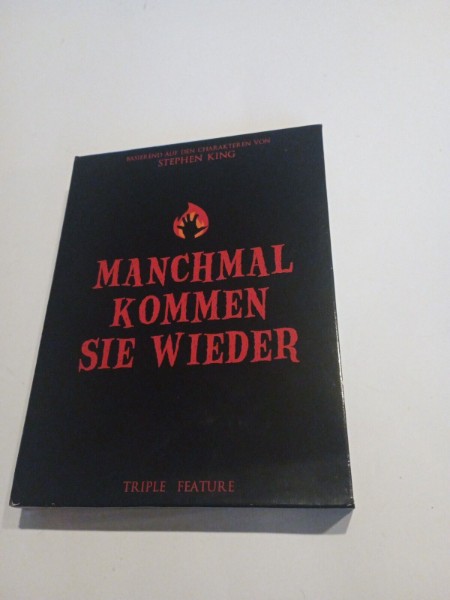 BASIEREND AUF DEN CHARAKTEREN VON
STEPHEN KING
MANCHMAL
KOMMEN
SIE WIEDER
TRIPLE FEATURE